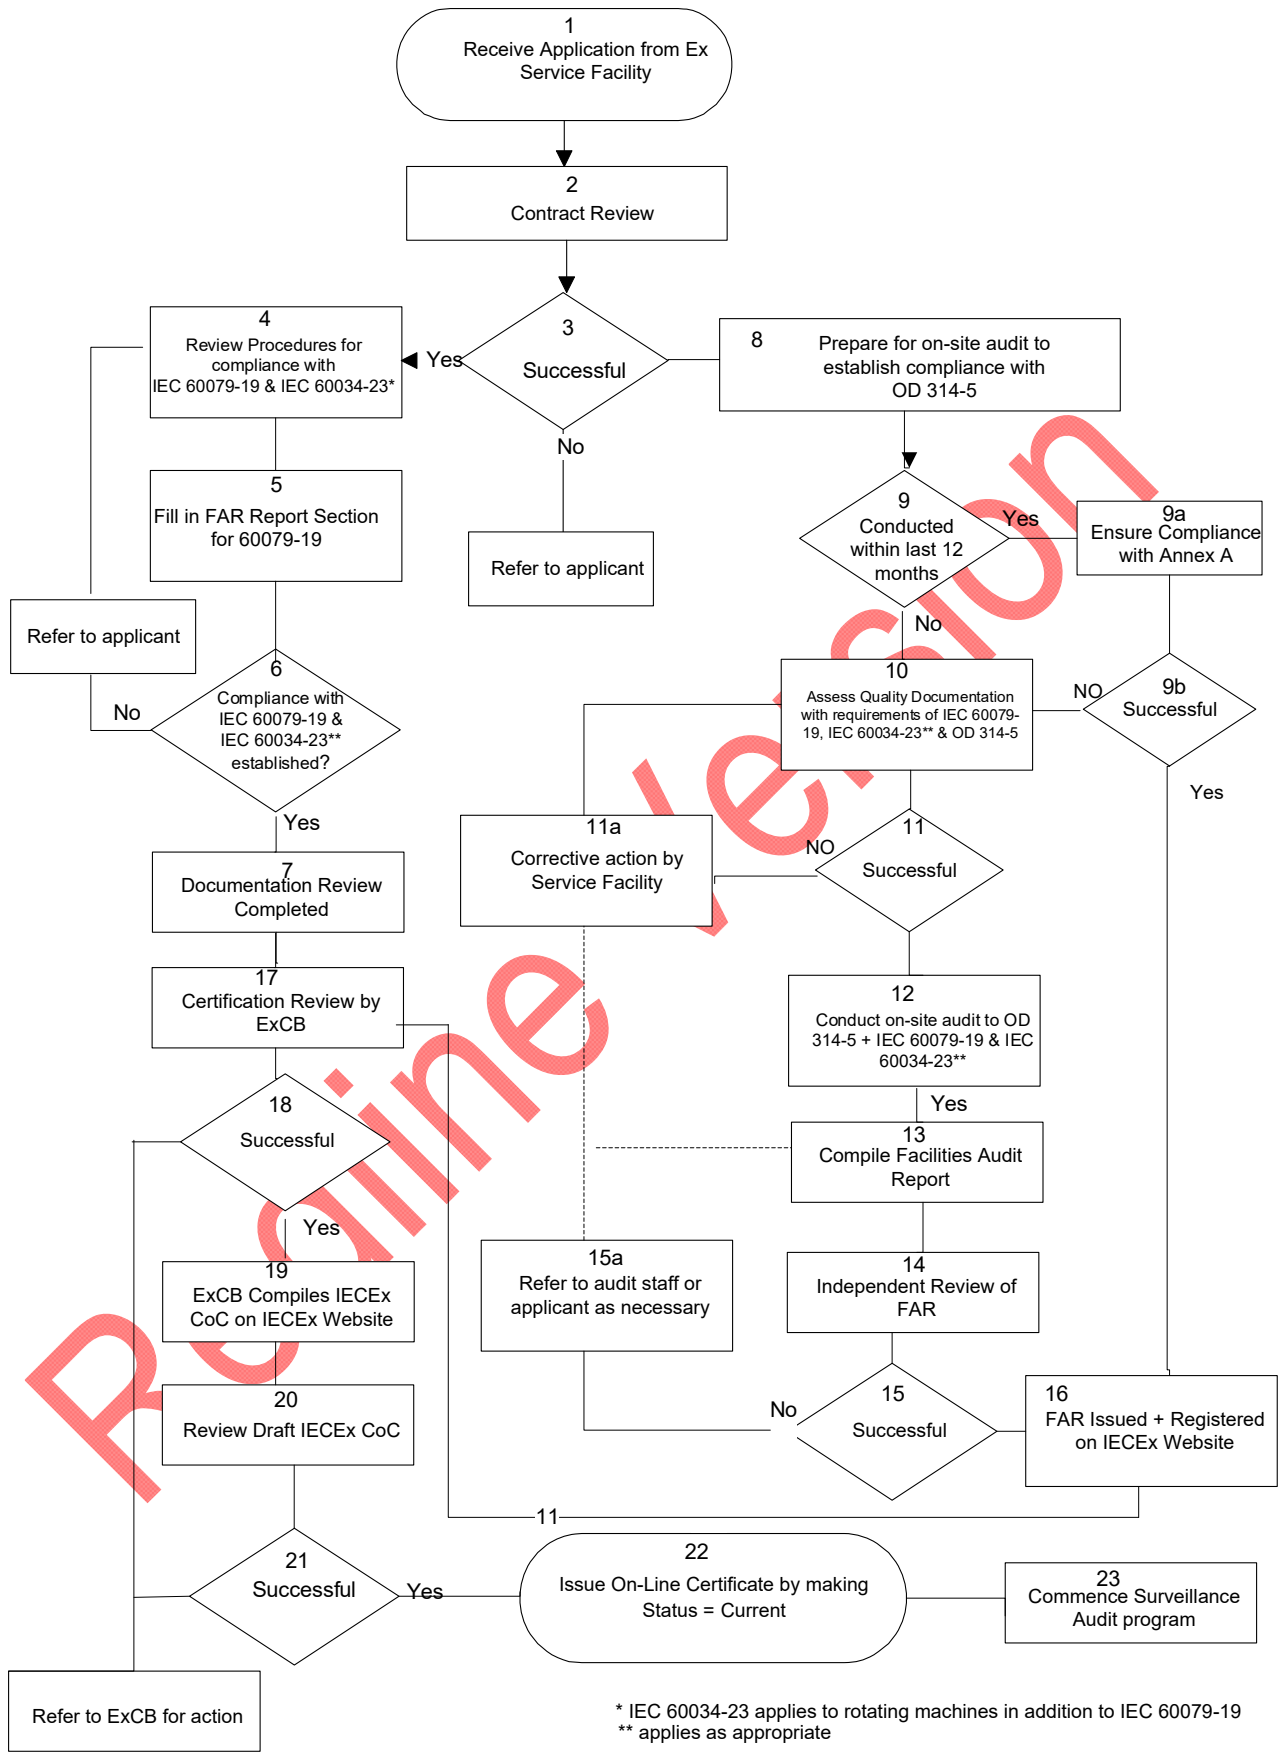 1
Receive Application from Ex
Service Facility
2
Contract Review
3
Successful
Yes
No
Refer to applicant
4
Review Procedures for
compliance with
IEC 60079-19 & IEC 60034-23*
5
Fill in FAR Report Section
for 60079-19
Refer to applicant
6
Compliance with
IEC 60079-19 &
IEC 60034-23**
established?
No
Yes
7
Documentation Review
Completed
8
Prepare for on-site audit to
establish compliance with
OD 314-5
9
Conducted
within last 12
months
Yes
No
9a
Ensure Compliance
with Annex A
9b
Successful
NO
Yes
10
Assess Quality Documentation
with requirements of IEC 60079-
19, IEC 60034-23** & OD 314-5
11
Successful
NO
11a
Corrective action by
Service Facility
12
Conduct on-site audit to OD
314-5 + IEC 60079-19 & IEC
60034-23**
Yes
13
Compile Facilities Audit
Report
14
Independent Review of
FAR
15
Successful
No
15a
Refer to audit staff or
applicant as necessary
16
FAR Issued + Registered
on IECEx Website
11
17
Certification Review by
ExCB
18
Successful
Yes
19
ExCB Compiles IECEx
CoC on IECEx Website
20
Review Draft IECEx CoC
21
Successful
Yes
22
Issue On-Line Certificate by making
Status = Current
23
Commence Surveillance
Audit program
Refer to ExCB for action
* IEC 60034-23 applies to rotating machines in addition to IEC 60079-19
** applies as appropriate
Redline Version